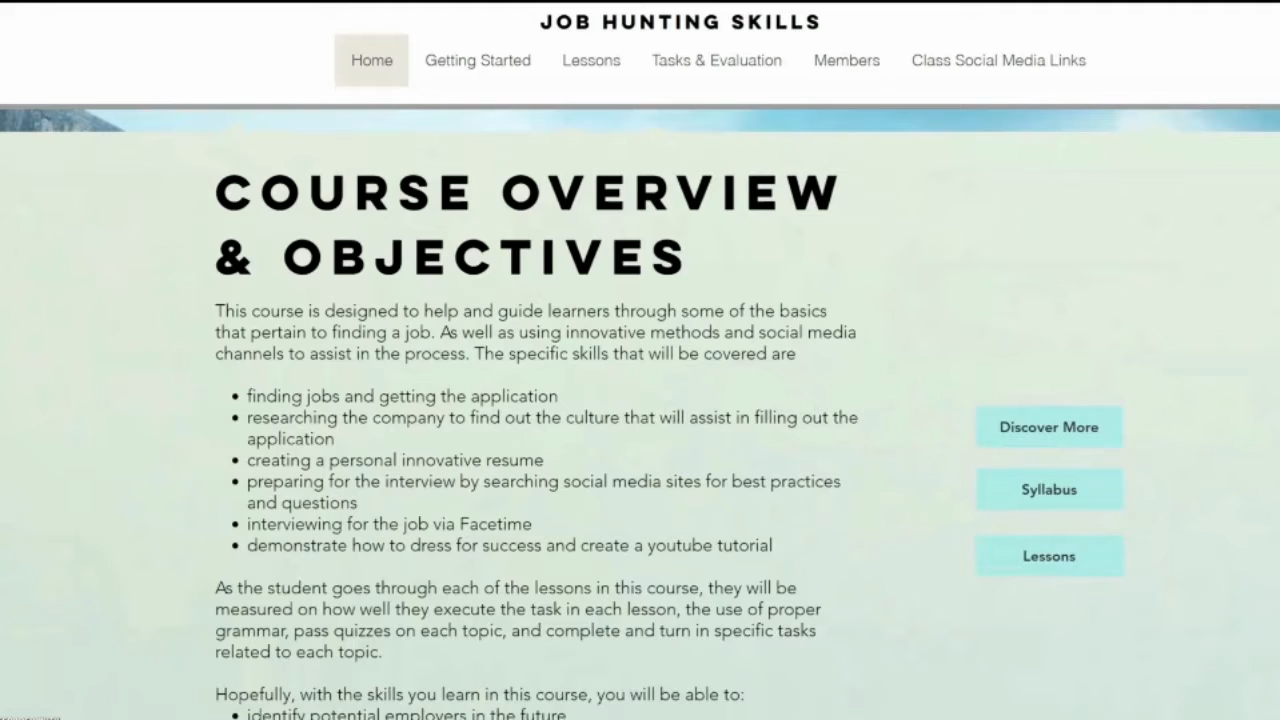 JOB HUNTING SKILLS
Home Getting Started Lessons Tasks & Evaluation Members Class Social Media Links
COURSE OVERVIEW
& OBJECTIVES
This course is designed to help and guide learners through some of the basics
that pertain to finding a job. As well as using innovative methods and social media
channels to assist in the process. The specific skills that will be covered are
• finding jobs and getting the application
• researching the company to find out the culture that will assist in filling out the
application
• creating a personal innovative resume
• preparing for the interview by searching social media sites for best practices
and questions
• interviewing for the job via Facetime
• demonstrate how to dress for success and create a youtube tutorial
As the student goes through each of the lessons in this course, they will be
measured on how well they execute the task in each lesson, the use of proper
grammar, pass quizzes on each topic, and complete and turn in specific tasks
related to each topic.
Hopefully, with the skills you learn in this course, you will be able to:
• identify potential employers in the future
Discover More
Syllabus
Lessons